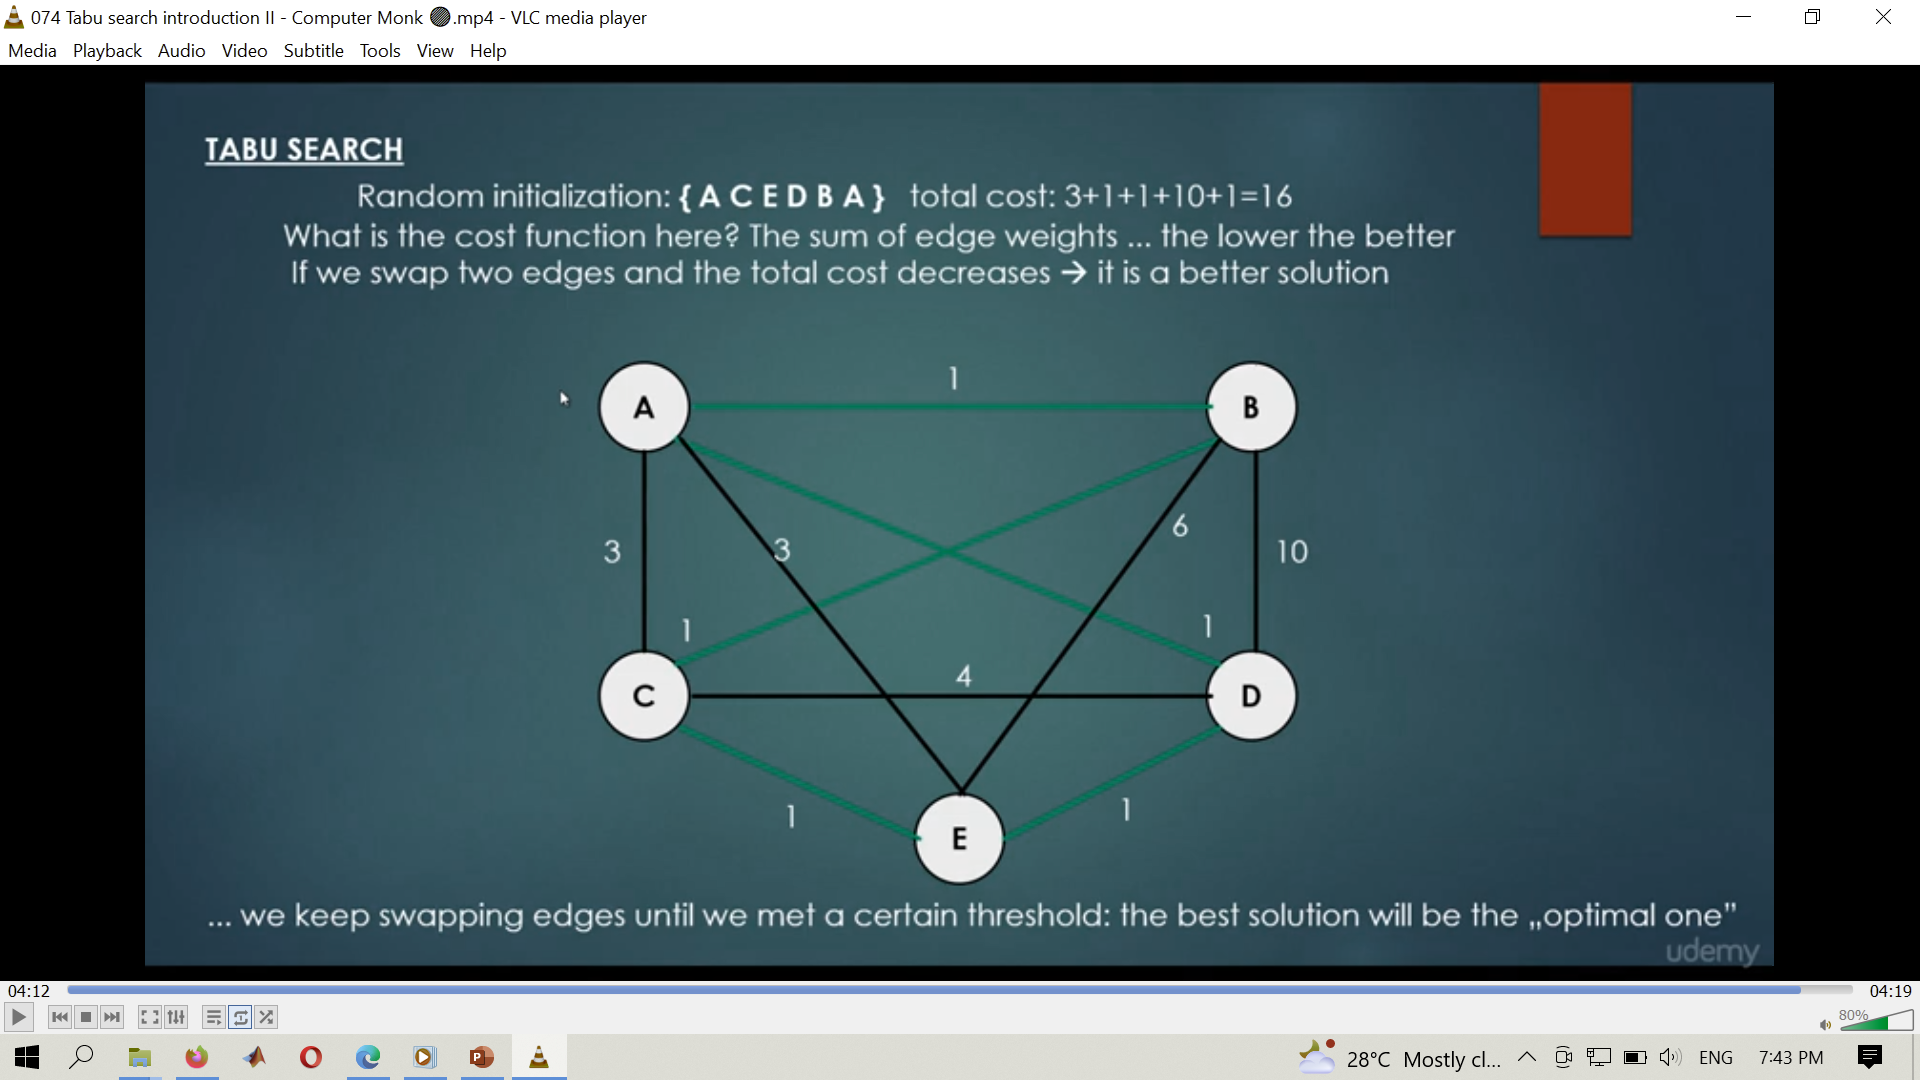 074 Tabu search introduction II - Computer Monk .mp4 - VLC media player
Media Playback Audio Video Subtitle Tools View Help
TABU SEARCH
Random initialization: { A C E D B A } total cost: 3+1+1+10+1=16
What is the cost function here? The sum of edge weights ... the lower the better
If we swap two edges and the total cost decreases → it is a better solution
1
A
B
6
3
3
10
1
1
4
C
D
1
1
E
... we keep swapping edges until we met a certain threshold: the best solution will be the „optimal one”
udemy
04:12
04:19
80%
28°C Mostly cl...
ENG
7:43 PM